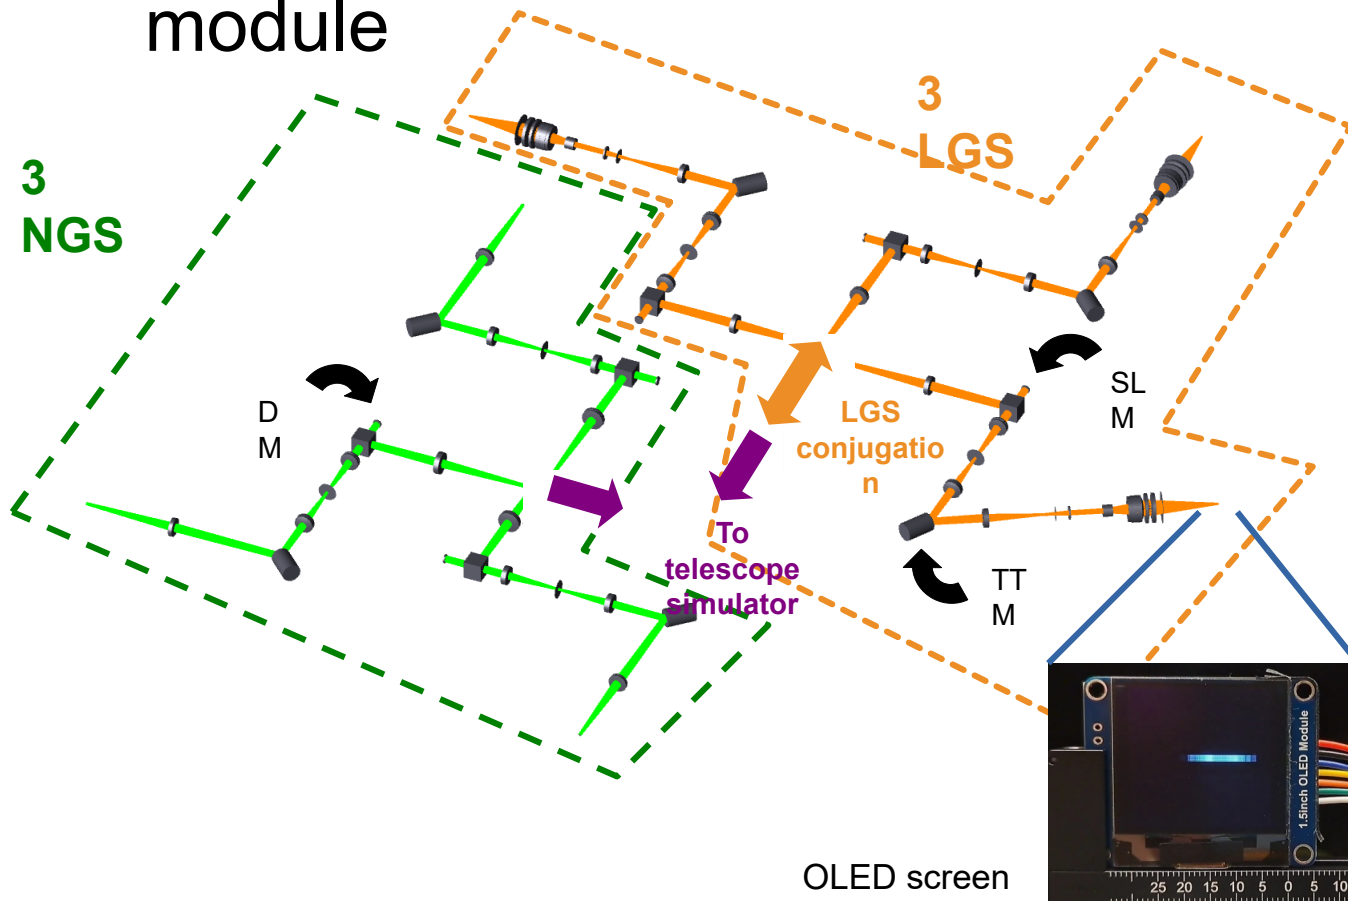 module
3
LGS
3
NGS
D
M
SL
M
LGS
conjugatio
n
To
telescope
simulator
TT
M
1.5inch OLED Module
OLED screen
25 20 15 10 5 0 5 10